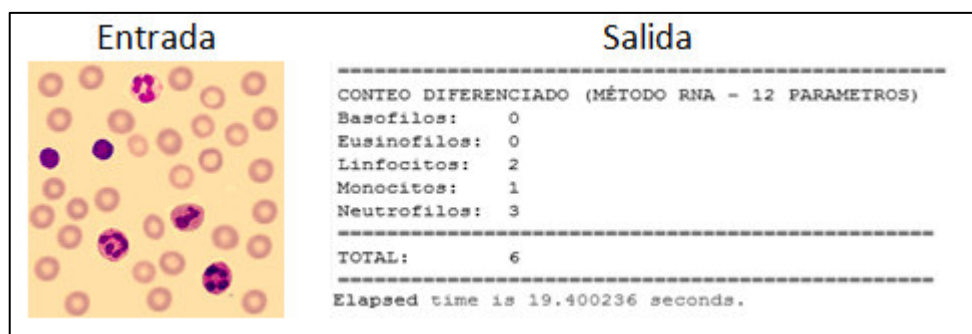 Entrada
Salida
CONTEO DIFERENCIADO (MÉTODO RNA - 12 PARAMETROS)
Basofilos: 0
Eusinofilos: 0
Linfocitos: 2
Monocitos: 1
Neutrofilos: 3
TOTAL: 6
Elapsed time is 19.400236 seconds.